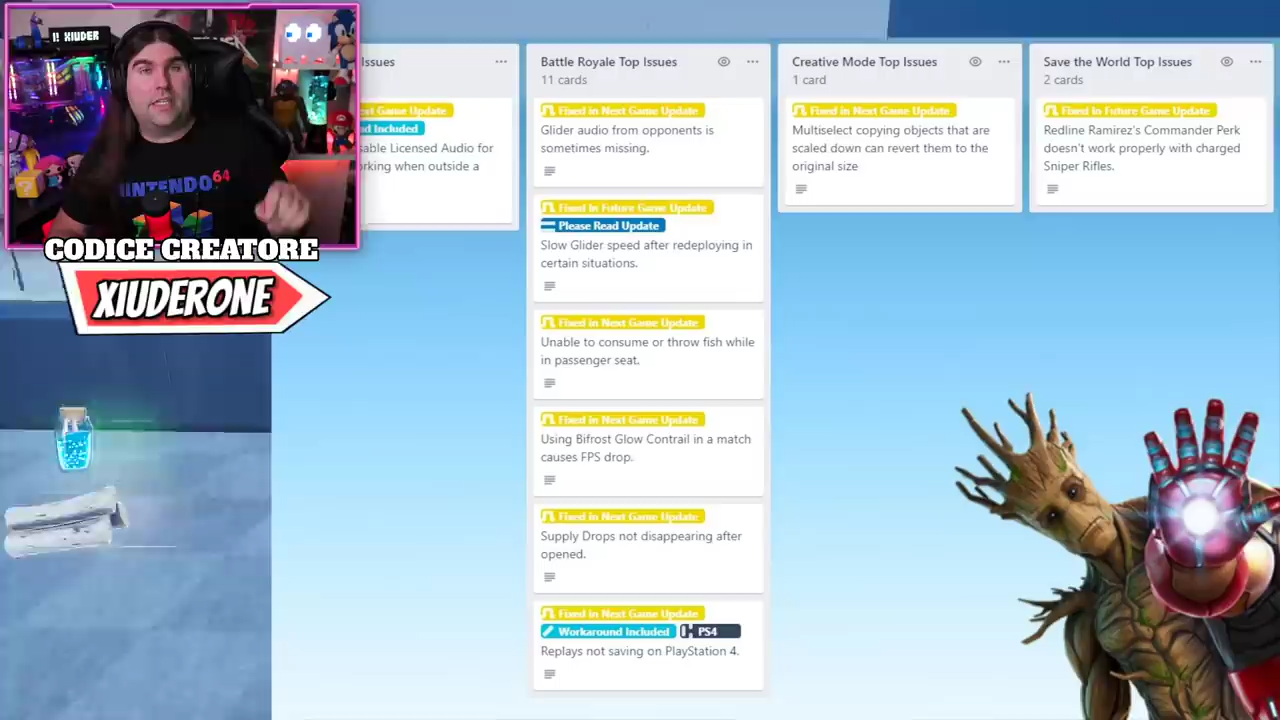 !! XIUDER
NINTENDO 64
CODICE CREATORE
XIUDERONE
ssues
ext Game Update
d Included
sable Licensed Audio for
orking when outside a
Battle Royale Top Issues
11 cards
Fixed in Next Game Update
Glider audio from opponents is
sometimes missing.
Fixed In Future Game Update
Please Read Update
Slow Glider speed after redeploying in
certain situations.
Fixed in Next Game Update
Unable to consume or throw fish while
in passenger seat.
Fixed in Next Game Update
Using Bifrost Glow Contrail in a match
causes FPS drop.
Fixed in Next Game Update
Supply Drops not disappearing after
opened.
Fixed in Next Game Update
Workaround Included
PS4
Replays not saving on PlayStation 4.
Creative Mode Top Issues
1 card
Fixed in Next Game Update
Multiselect copying objects that are
scaled down can revert them to the
original size
Save the World Top Issues
2 cards
Fixed In Future Game Update
Redline Ramirez's Commander Perk
doesn't work properly with charged
Sniper Rifles.